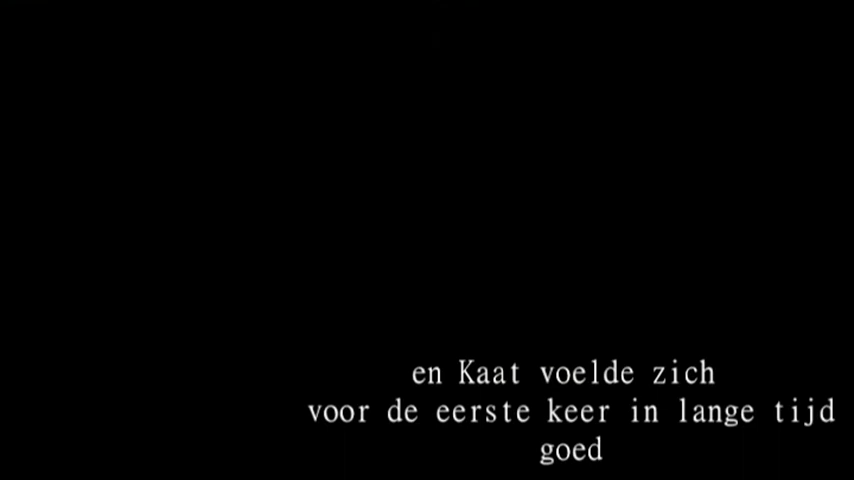 en Kaat voelde zich
voor de eerste keer in lange tijd
goed